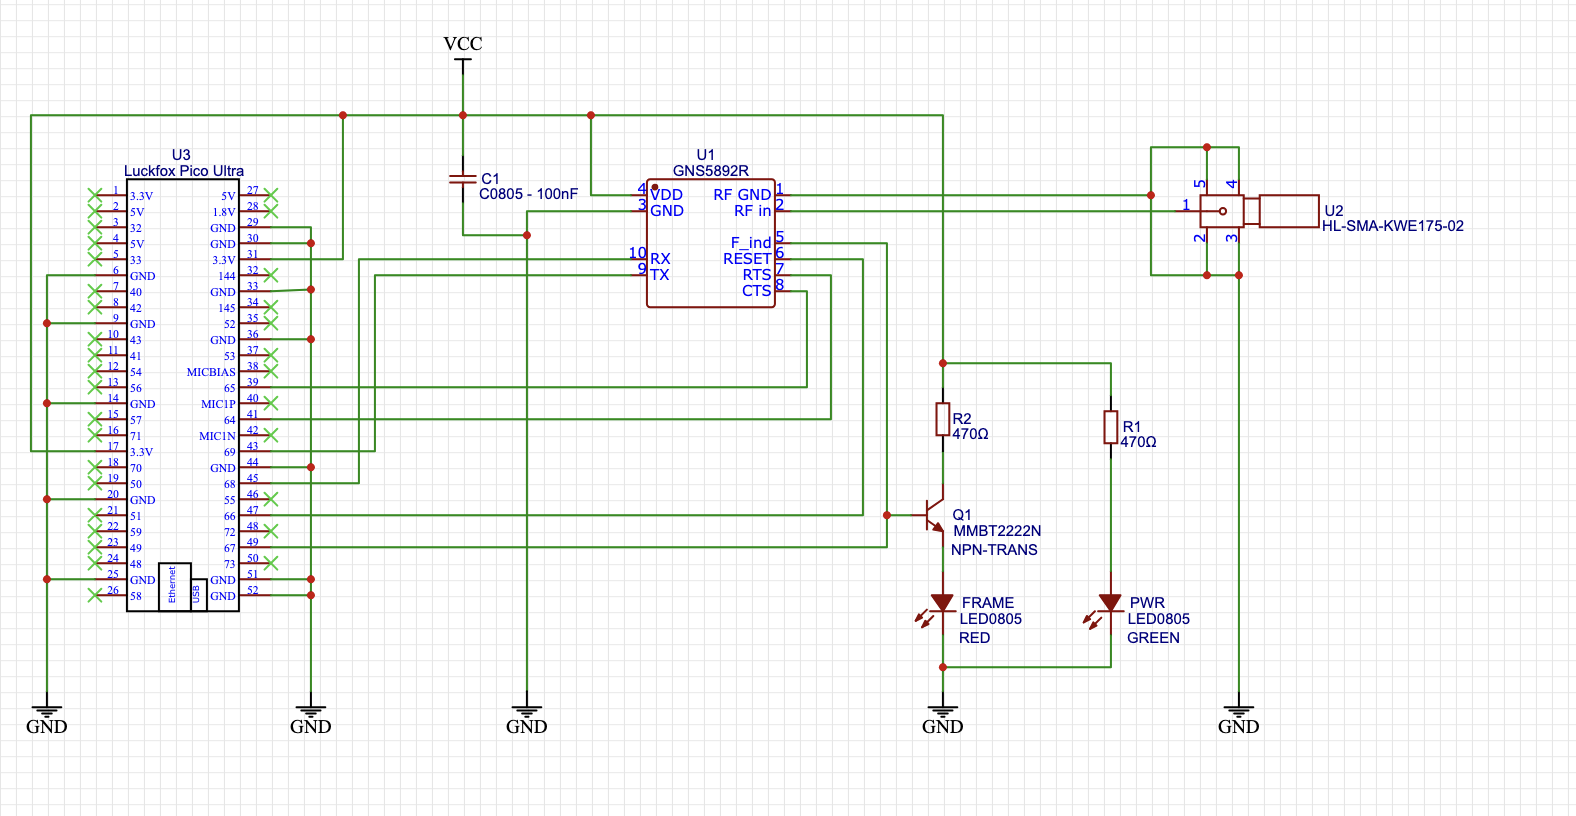 VCC
U3
Luckfox Pico Ultra
1 3.3V 5V 27
2 5V 1.8V 28
3 32 GND 29
4 5V GND 30
5 33 3.3V 31
6 GND 144 32
7 40 GND 33
8 42 145 34
9 GND 52 35
10 43 GND 36
11 41 53 37
12 54 MICBIAS 38
13 56 65 39
14 GND MIC1P 40
15 57 64 41
16 71 MIC1N 42
17 3.3V 69 43
18 70 GND 44
19 50 68 45
20 GND 55 46
21 51 66 47
22 59 72 48
23 49 67 49
24 48 73 50
25 GND GND 51
26 58 GND 52
Ethernet
USB
C1
C0805 - 100nF
U1
GNS5892R
4 VDD RF GND 1
3 GND RF in 2
F_ind 5
10 RX RESET 6
9 TX RTS 7
CTS 8
5 4
1
2 3
U2
HL-SMA-KWE175-02
R2
470Ω
R1
470Ω
Q1
MMBT2222N
NPN-TRANS
FRAME
LED0805
RED
PWR
LED0805
GREEN
GND
GND
GND
GND
GND